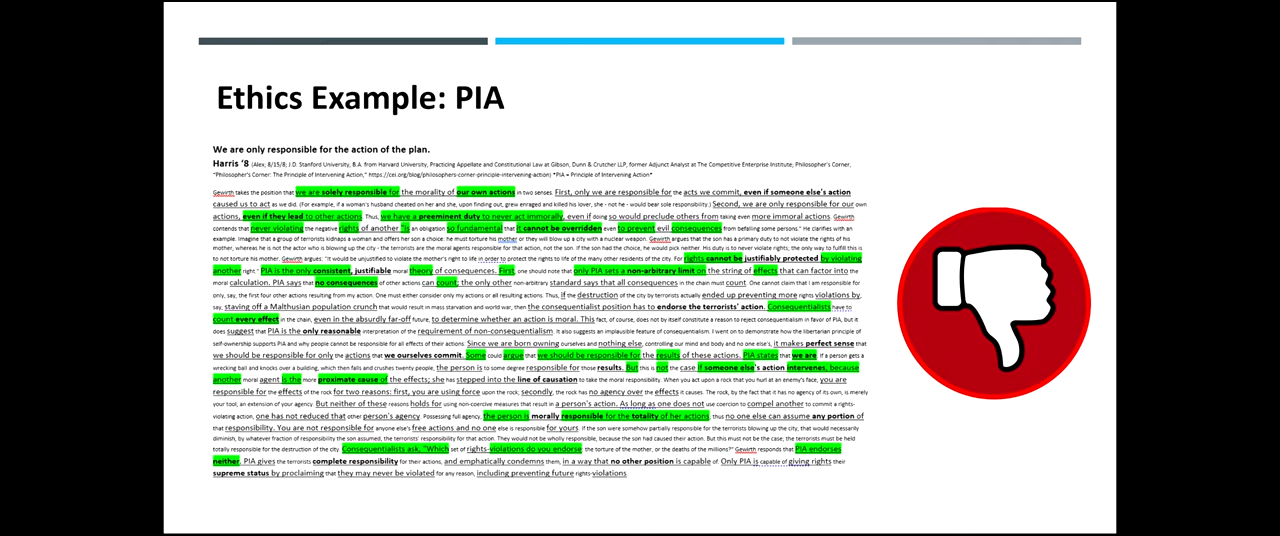 Ethics Example: PIA
We are only responsible for the action of the plan.
Harris '8 (Alex, 8/15/8, J.D. Stanford University, B.A. from Harvard University, Practicing Appellate and Constitutional Law at Gibson, Dunn & Crutcher LLP, former Adjunct Analyst at The Competitive Enterprise Institute; Philosopher's Corner,
"Philosopher's Corner: The Principle of Intervening Action," https://cei.org/blog/philosophers-corner-principle-intervening-action) *PIA = Principle of Intervening Action*
Gewirth takes the position that we are solely responsible for the morality of our own actions in two senses. First, only we are responsible for the acts we commit, even if someone else's action
caused us to act as we did. (For example, if a woman's husband cheated on her and she, upon finding out, grew enraged and killed his lover, she - not he - would bear sole responsibility.) Second, we are only responsible for our own
actions, even if they lead to other actions. Thus, we have a preeminent duty to never act immorally, even if doing so would preclude others from taking even more immoral actions. Gewirth
contends that never violating the negative rights of another "is an obligation so fundamental that it cannot be overridden even to prevent evil consequences from befalling some persons." He clarifies with an
example. Imagine that a group of terrorists kidnaps a woman and offers her son a choice: he must torture his mother or they will blow up a city with a nuclear weapon. Gewirth argues that the son has a primary duty to not violate the rights of his
mother, whereas he is not the actor who is blowing up the city - the terrorists are the moral agents responsible for that action, not the son. If the son had the choice, he would pick neither. His duty is to never violate rights; the only way to fulfill this is
to not torture his mother. Gewirth argues: "It would be unjustified to violate the mother's right to life in order to protect the rights to life of the many other residents of the city. For rights cannot be justifiably protected by violating
another right." PIA is the only consistent, justifiable moral theory of consequences. First, one should note that only PIA sets a non-arbitrary limit on the string of effects that can factor into the
moral calculation. PIA says that no consequences of other actions can count; the only other non-arbitrary standard says that all consequences in the chain must count. One cannot claim that I am responsible for
only, say, the first four other actions resulting from my action. One must either consider only my actions or all resulting actions. Thus, if the destruction of the city by terrorists actually ended up preventing more rights violations by,
say, staving off a Malthusian population crunch that would result in mass starvation and world war, then the consequentialist position has to endorse the terrorists' action. Consequentialists have to
count every effect in the chain, even in the absurdly far-off future, to determine whether an action is moral. This fact, of course, does not by itself constitute a reason to reject consequentialism in favor of PIA, but it
does suggest that PIA is the only reasonable interpretation of the requirement of non-consequentialism. It also suggests an implausible feature of consequentialism. I went on to demonstrate how the libertarian principle of
self-ownership supports PIA and why people cannot be responsible for all effects of their actions: Since we are born owning ourselves and nothing else, controlling our mind and body and no one else's, it makes perfect sense that
we should be responsible for only the actions that we ourselves commit. Some could argue that we should be responsible for the results of these actions. PIA states that we are. If a person gets a
wrecking ball and knocks over a building, which then falls and crushes twenty people, the person is to some degree responsible for those results. But this is not the case if someone else's action intervenes, because
another moral agent is the more proximate cause of the effects; she has stepped into the line of causation to take the moral responsibility. When you act upon a rock that you hurl at an enemy's face, you are
responsible for the effects of the rock for two reasons: first, you are using force upon the rock; secondly, the rock has no agency over the effects it causes. The rock, by the fact that it has no agency of its own, is merely
your tool, an extension of your agency. But neither of these reasons holds for using non-coercive measures that result in a person's action. As long as one does not use coercion to compel another to commit a rights-
violating action, one has not reduced that other person's agency. Possessing full agency, the person is morally responsible for the totality of her actions, thus no one else can assume any portion of
that responsibility. You are not responsible for anyone else's free actions and no one else is responsible for yours. If the son were somehow partially responsible for the terrorists blowing up the city, that would necessarily
diminish, by whatever fraction of responsibility the son assumed, the terrorists' responsibility for that action. They would not be wholly responsible, because the son had caused their action. But this must not be the case; the terrorists must be held
totally responsible for the destruction of the city. Consequentialists ask, "Which set of rights-violations do you endorse: the torture of the mother, or the deaths of the millions?" Gewirth responds that PIA endorses
neither. PIA gives the terrorists complete responsibility for their actions, and emphatically condemns them, in a way that no other position is capable of. Only PIA is capable of giving rights their
supreme status by proclaiming that they may never be violated for any reason, including preventing future rights-violations